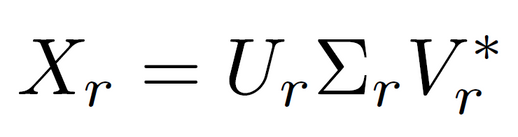 X_r = U_r Σ_r V_r^*